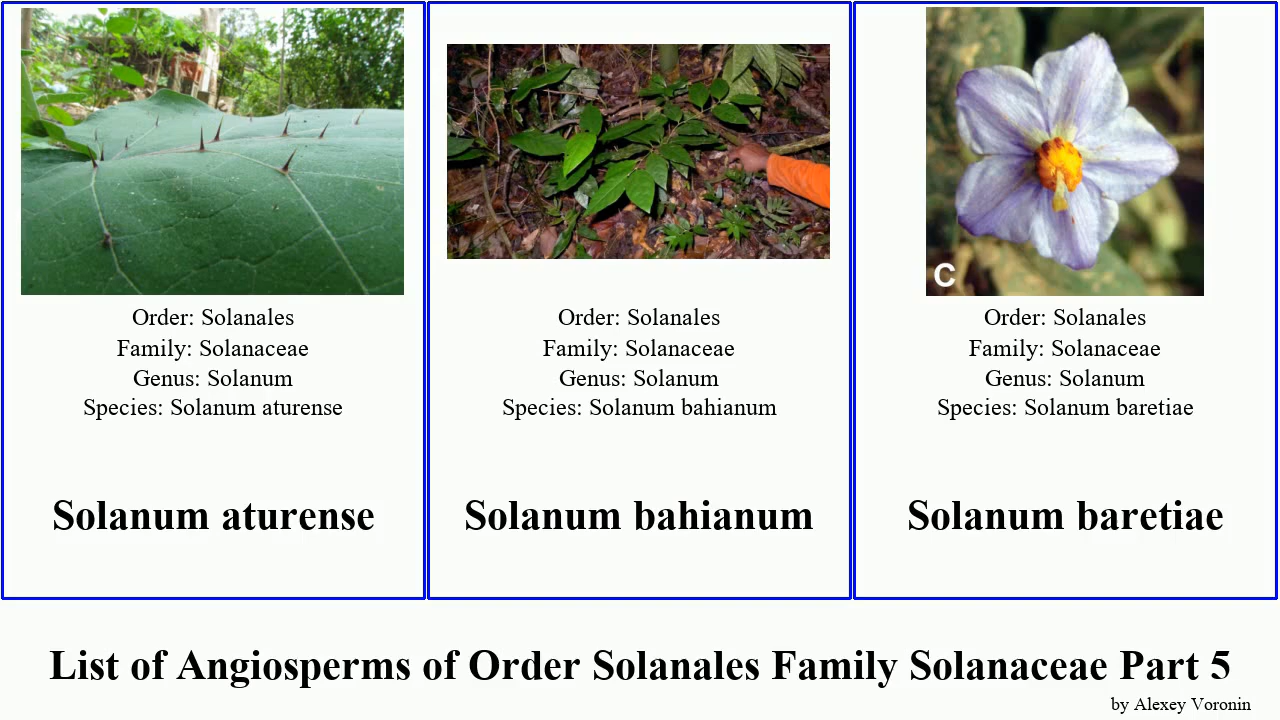 Order: Solanales
Family: Solanaceae
Genus: Solanum
Species: Solanum aturense
Solanum aturense
Order: Solanales
Family: Solanaceae
Genus: Solanum
Species: Solanum bahianum
Solanum bahianum
C
Order: Solanales
Family: Solanaceae
Genus: Solanum
Species: Solanum baretiae
Solanum baretiae
List of Angiosperms of Order Solanales Family Solanaceae Part 5
by Alexey Voronin